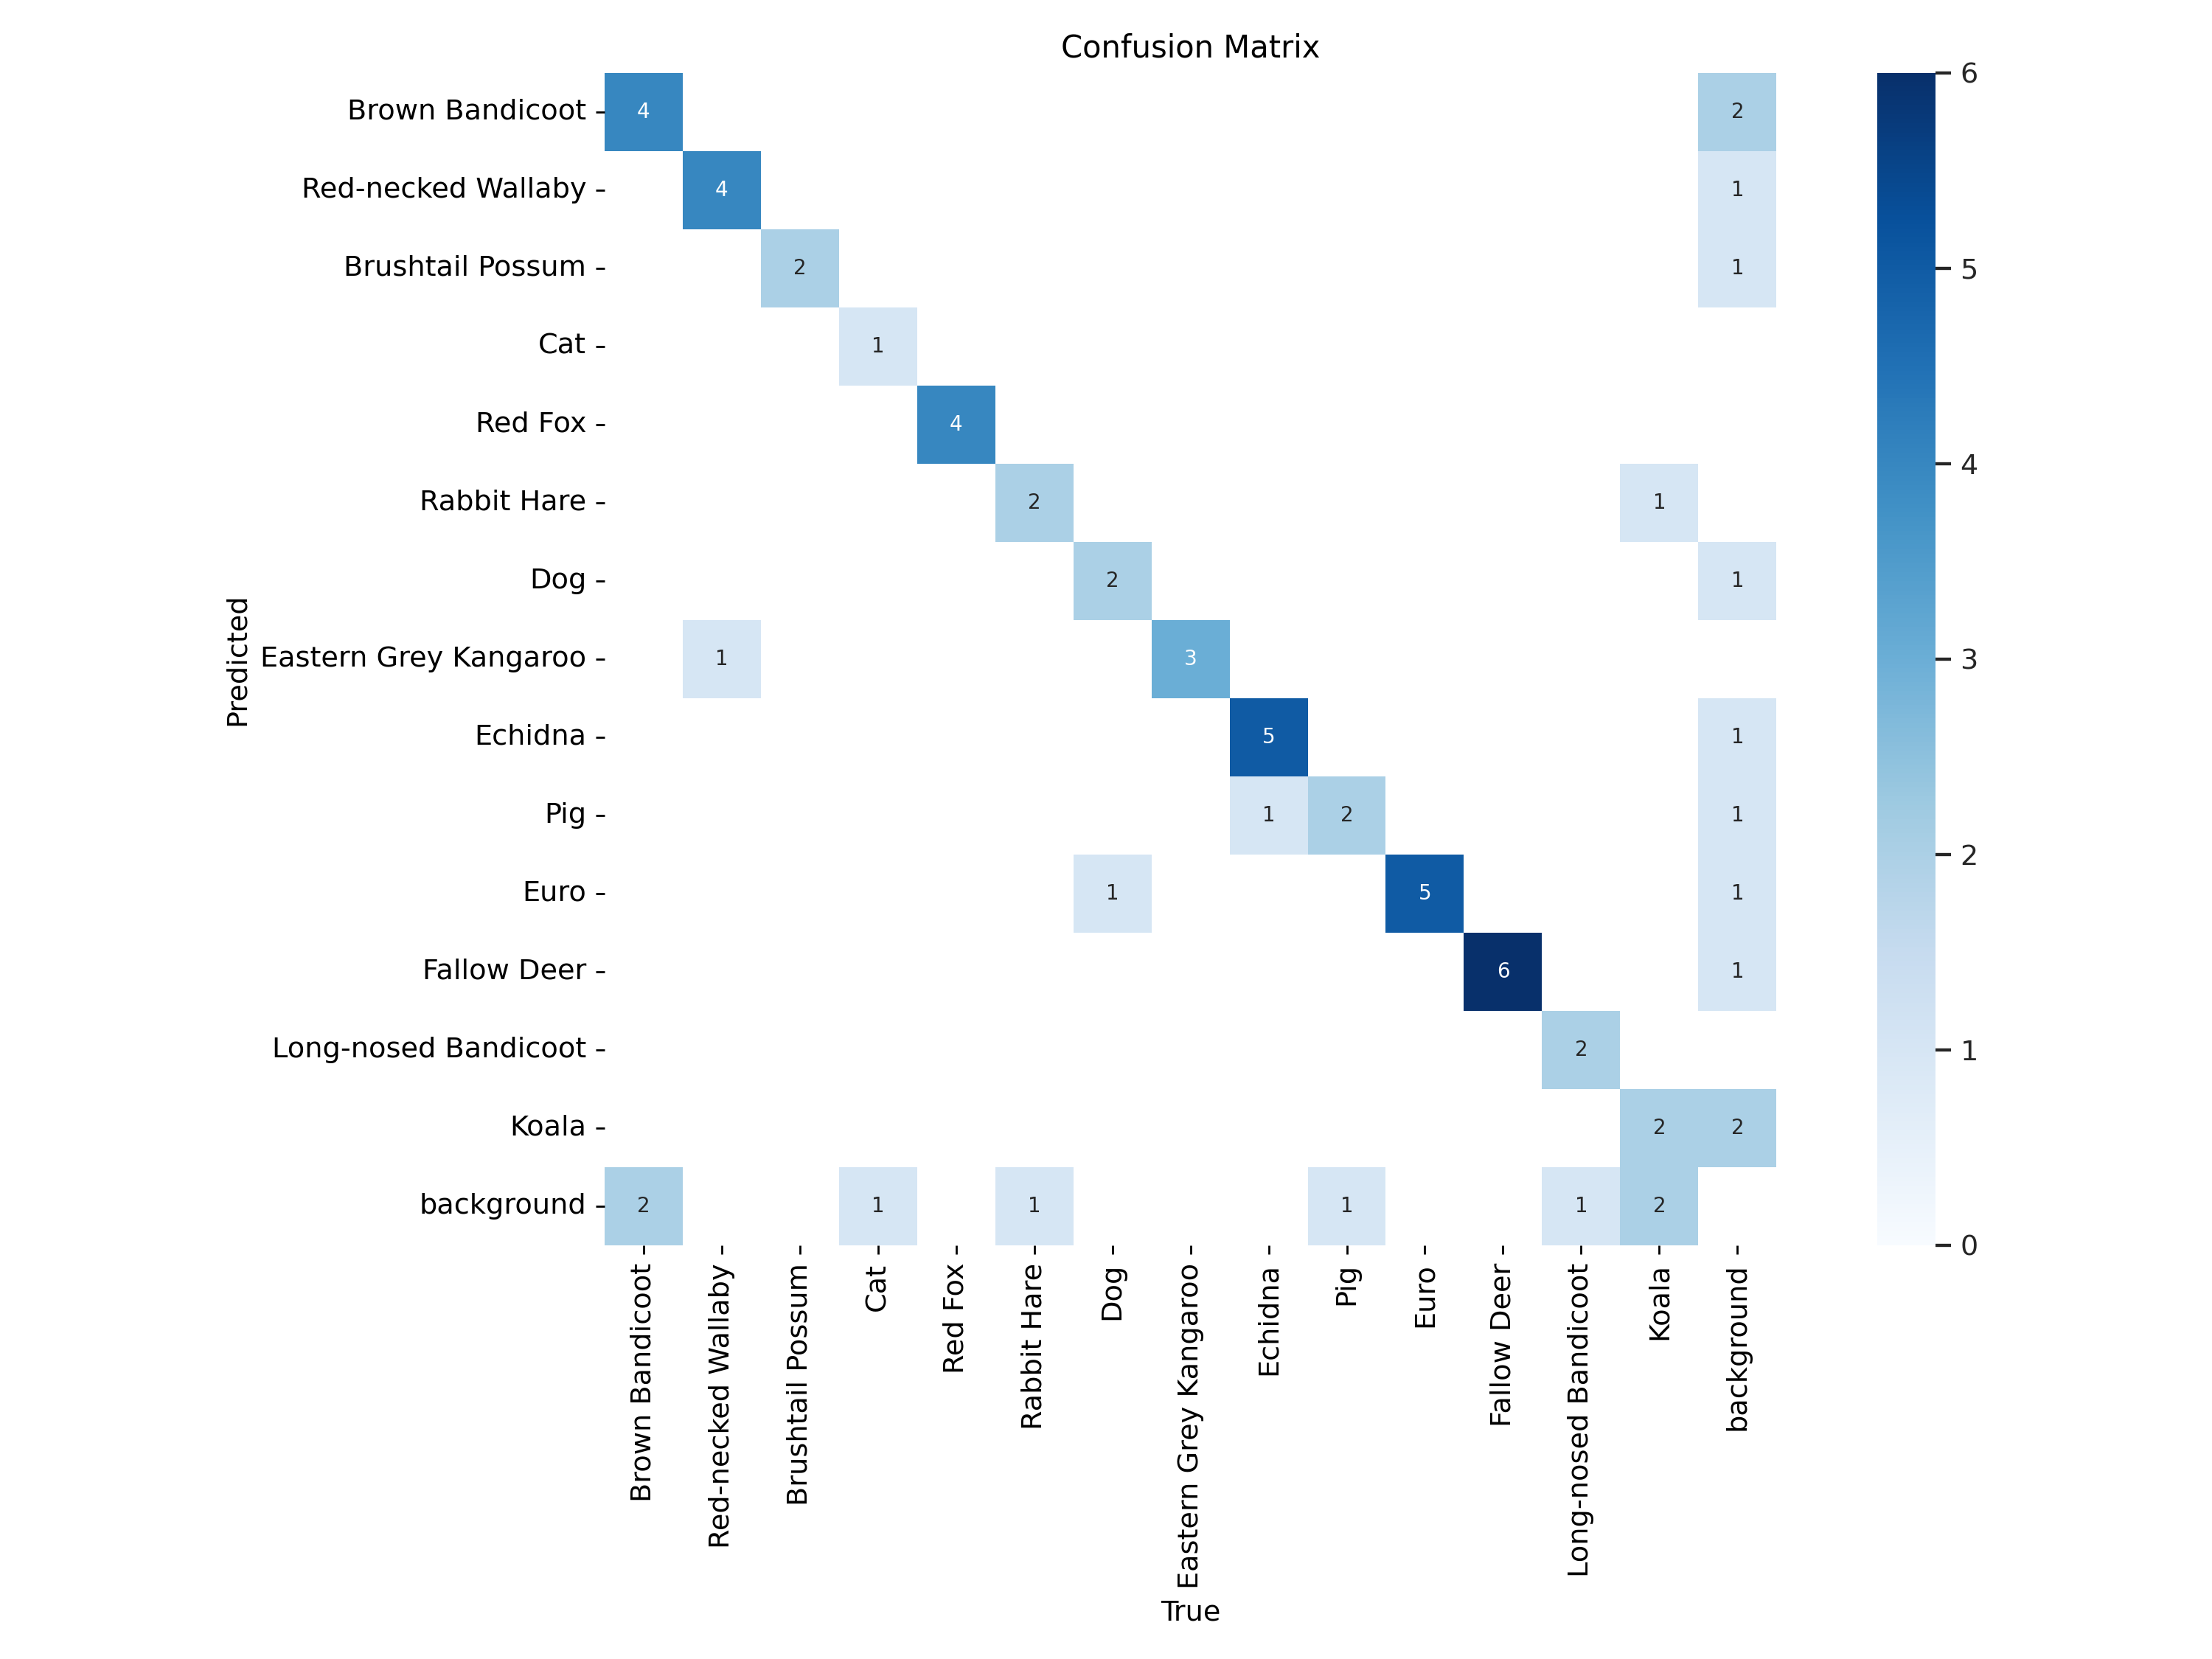 Confusion Matrix
Brown Bandicoot 4 2
Red-necked Wallaby 4 1
Brushtail Possum 2 1
Cat 1
Red Fox 4
Rabbit Hare 2 1
Dog 2 1
Eastern Grey Kangaroo 1 3
Echidna 5 1
Pig 1 2 1
Euro 1 5 1
Fallow Deer 6 1
Long-nosed Bandicoot 2
Koala 2 2
background 2 1 1 1 1 2
Predicted
Brown Bandicoot
Red-necked Wallaby
Brushtail Possum
Cat
Red Fox
Rabbit Hare
Dog
Eastern Grey Kangaroo
Echidna
Pig
Euro
Fallow Deer
Long-nosed Bandicoot
Koala
background
True
6
5
4
3
2
1
0